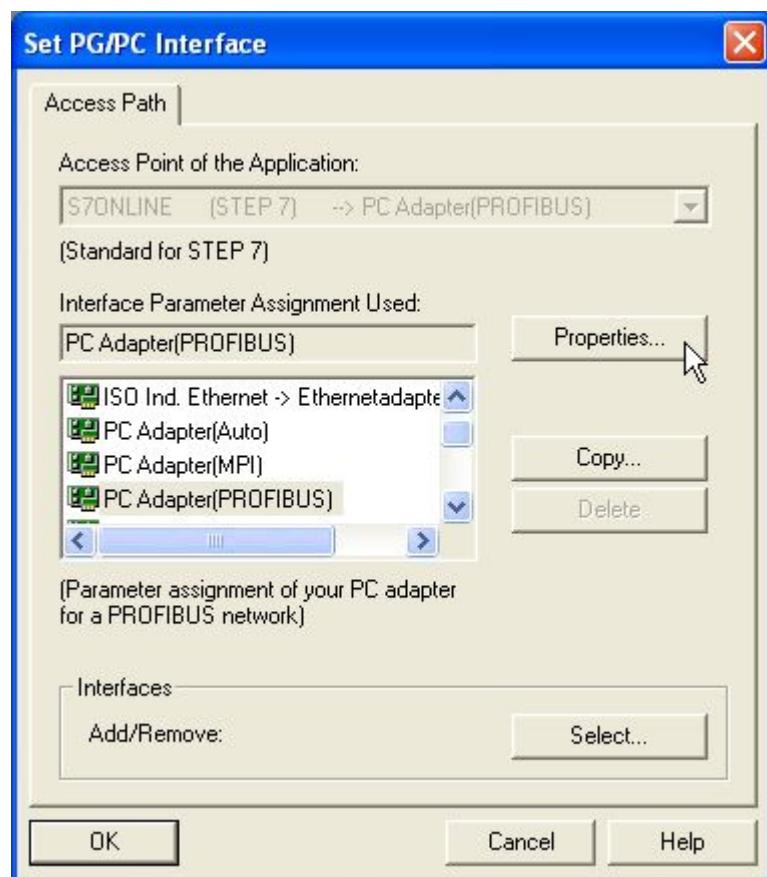 Set PG/PC Interface
Access Path
Access Point of the Application:
S7ONLINE (STEP 7) --> PC Adapter(PROFIBUS)
(Standard for STEP 7)
Interface Parameter Assignment Used:
PC Adapter(PROFIBUS)
Properties...
ISO Ind. Ethernet -> Ethernetadapte
PC Adapter(Auto)
PC Adapter(MPI)
PC Adapter(PROFIBUS)
Copy...
Delete
(Parameter assignment of your PC adapter
for a PROFIBUS network)
Interfaces
Add/Remove:
Select...
OK
Cancel
Help